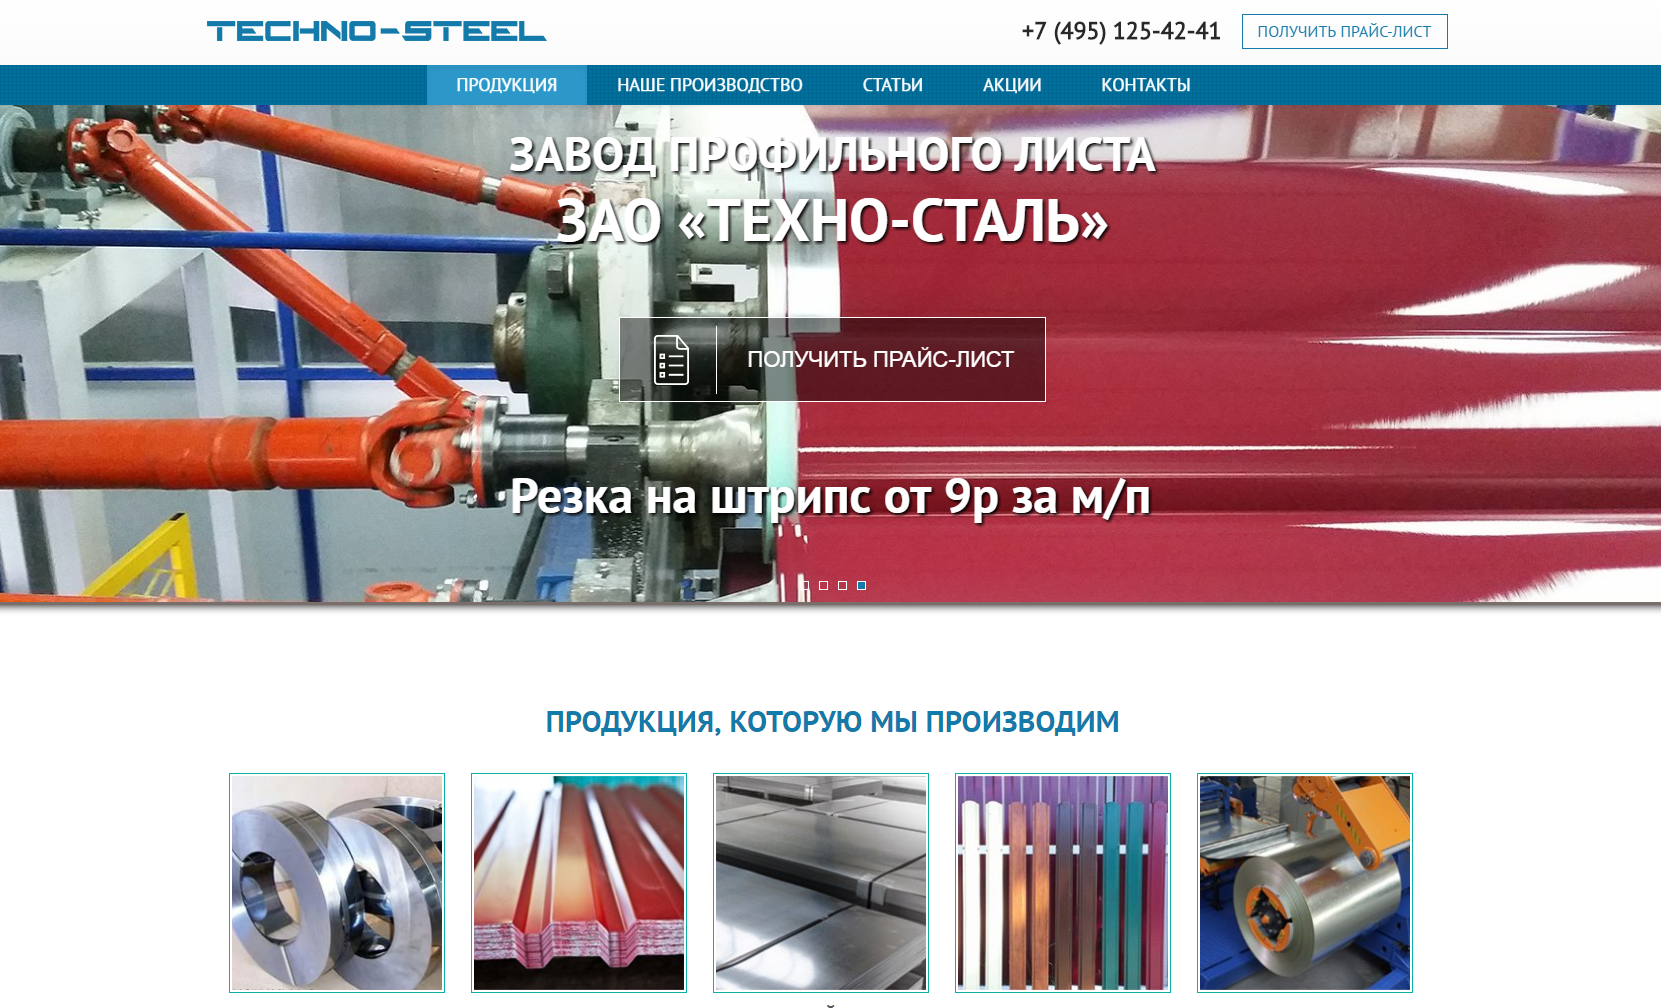 TECHNO-STEEL
+7 (495) 125-42-41
ПОЛУЧИТЬ ПРАЙС-ЛИСТ
ПРОДУКЦИЯ
НАШЕ ПРОИЗВОДСТВО
СТАТЬИ
АКЦИИ
КОНТАКТЫ
ЗАВОД ПРОФИЛЬНОГО ЛИСТА
ЗАО «ТЕХНО-СТАЛЬ»
ПОЛУЧИТЬ ПРАЙС-ЛИСТ
Резка на штрипс от 9р за м/п
ПРОДУКЦИЯ, КОТОРУЮ МЫ ПРОИЗВОДИМ